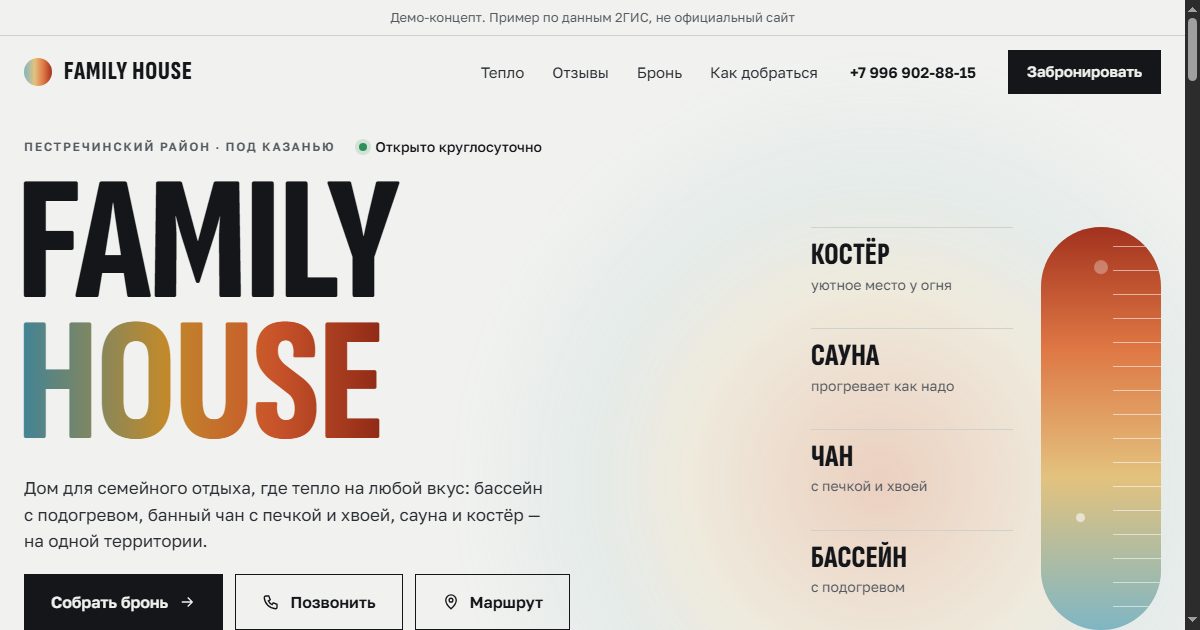 Демо-концепт. Пример по данным 2ГИС, не официальный сайт
FAMILY HOUSE
Тепло
Отзывы
Бронь
Как добраться
+7 996 902-88-15
Забронировать
ПЕСТРЕЧИНСКИЙ РАЙОН · ПОД КАЗАНЬЮ
Открыто круглосуточно
FAMILY
HOUSE
Дом для семейного отдыха, где тепло на любой вкус: бассейн
с подогревом, банный чан с печкой и хвоей, сауна и костёр —
на одной территории.
Собрать бронь →
Позвонить
Маршрут
КОСТЁР
уютное место у огня
САУНА
прогревает как надо
ЧАН
с печкой и хвоей
БАССЕЙН
с подогревом